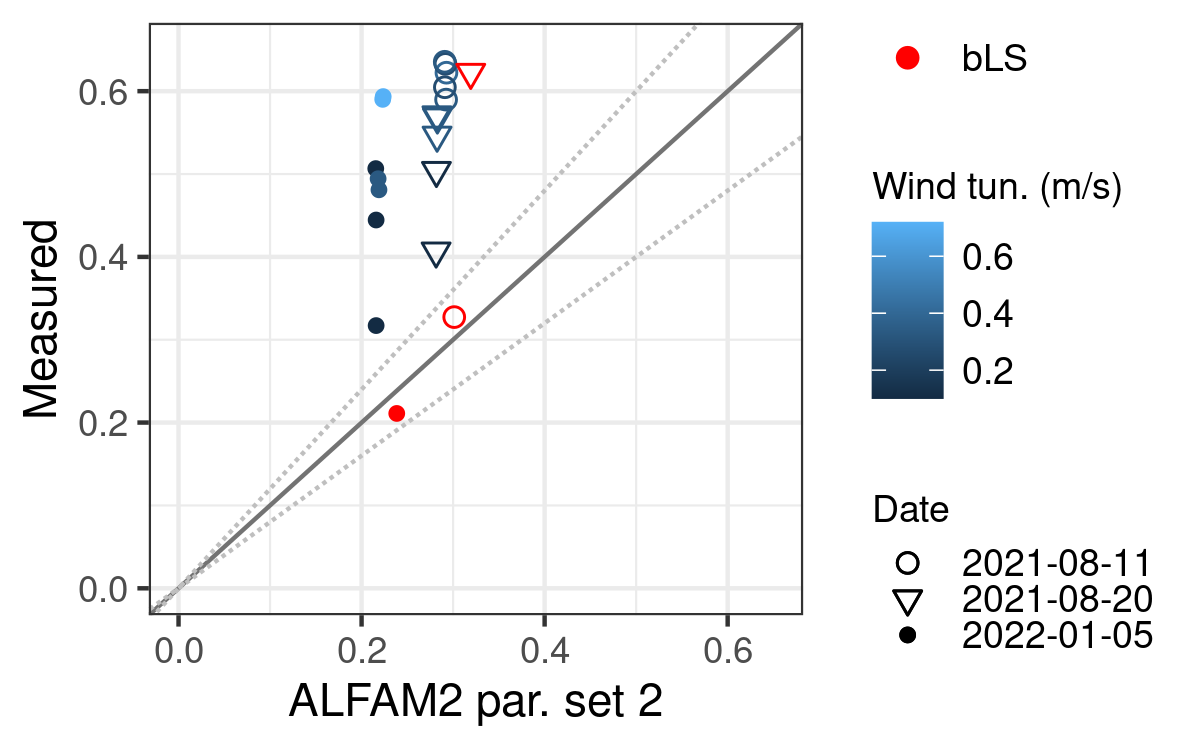 Measured
0.6
0.4
0.2
0.0
0.0 0.2 0.4 0.6
ALFAM2 par. set 2
bLS
Wind tun. (m/s)
0.6
0.4
0.2
Date
2021-08-11
2021-08-20
2022-01-05